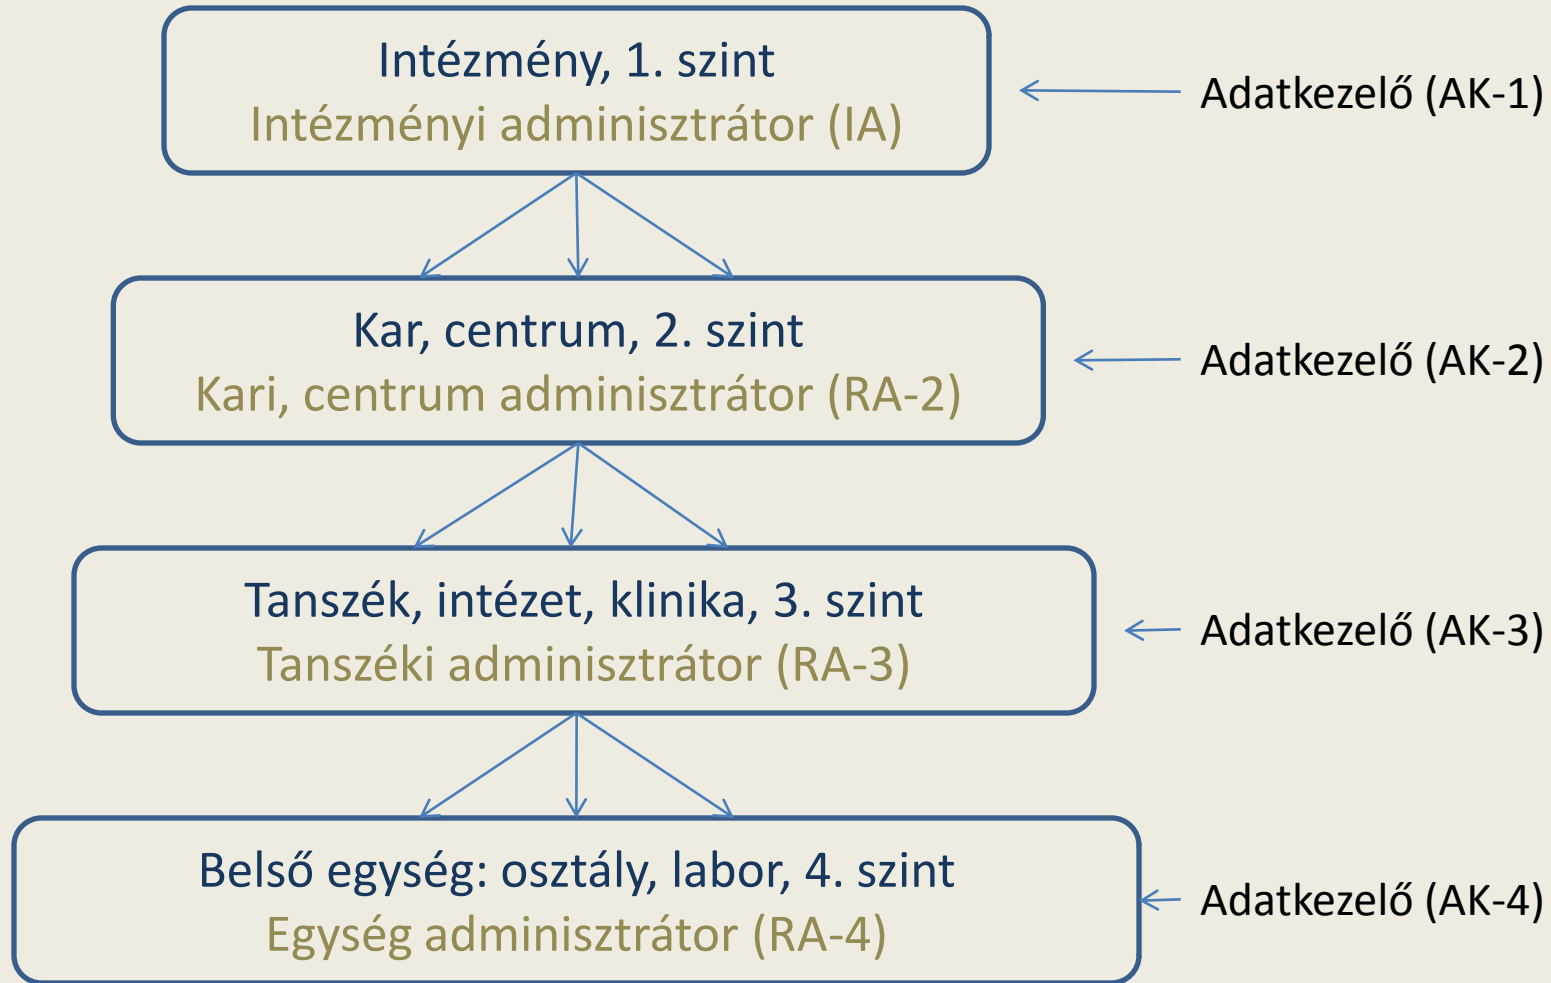 Intézmény, 1. szint
Intézményi adminisztrátor (IA)
Adatkezelő (AK-1)
Kar, centrum, 2. szint
Kari, centrum adminisztrátor (RA-2)
Adatkezelő (AK-2)
Tanszék, intézet, klinika, 3. szint
Tanszéki adminisztrátor (RA-3)
Adatkezelő (AK-3)
Belső egység: osztály, labor, 4. szint
Egység adminisztrátor (RA-4)
Adatkezelő (AK-4)